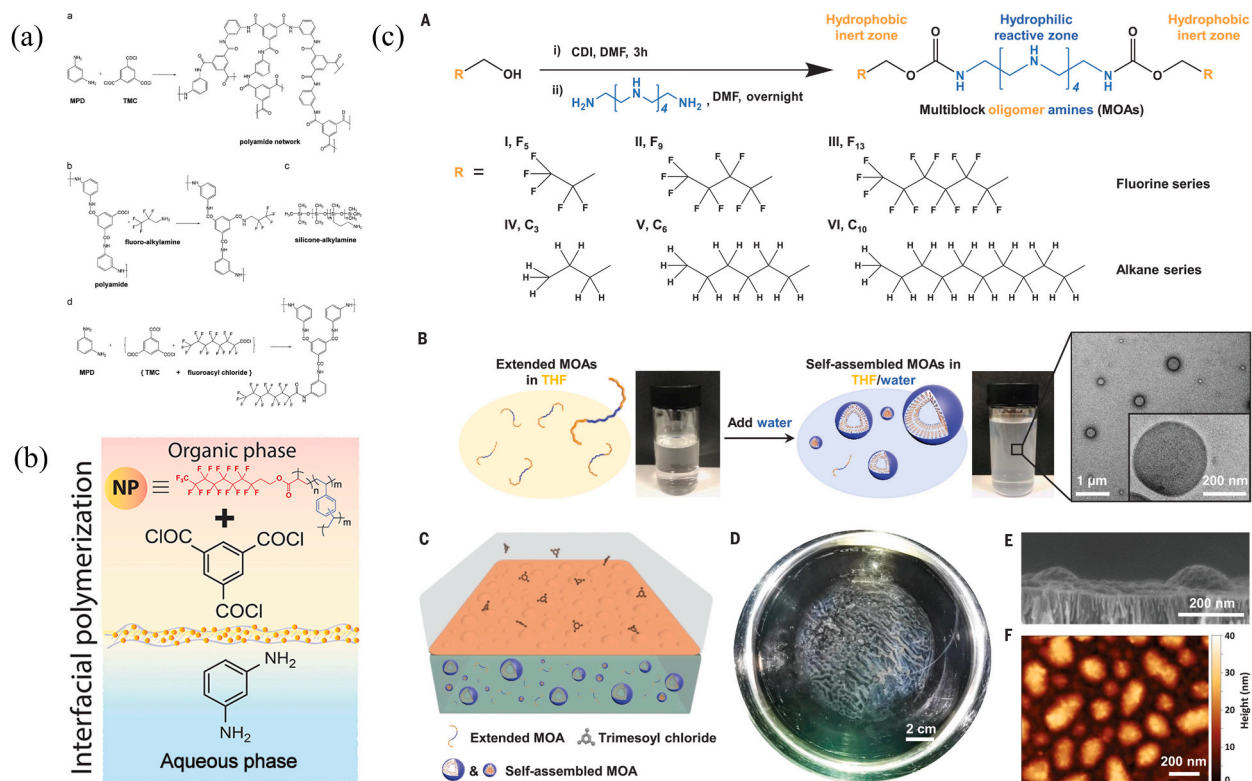 (a)
a
MPD
+
TMC
polyamide network
b
polyamide
+
fluoro-alkylamine
c
silicone-alkylamine
d
MPD
+
{ TMC + fluoroacyl chloride }
(b)
Interfacial polymerization
Organic phase
NP
+
ClOC
COCl
COCl
NH2
NH2
Aqueous phase
(c)
A
R
OH
i) CDI, DMF, 3h
ii) H2N
H
N
4
NH2 , DMF, overnight
Hydrophobic
inert zone
Hydrophilic
reactive zone
Hydrophobic
inert zone
R
O
O
N
H
H
N
4
H
N
O
O
R
Multiblock oligomer amines (MOAs)
R =
I, F5
II, F9
III, F13
Fluorine series
IV, C3
V, C6
VI, C10
Alkane series
B
Extended MOAs
in THF
Add water
Self-assembled MOAs in
THF/water
1 µm
200 nm
C
Extended MOA
Trimesoyl chloride
& Self-assembled MOA
D
2 cm
E
200 nm
F
200 nm
40
30
20
10
0
Height (nm)